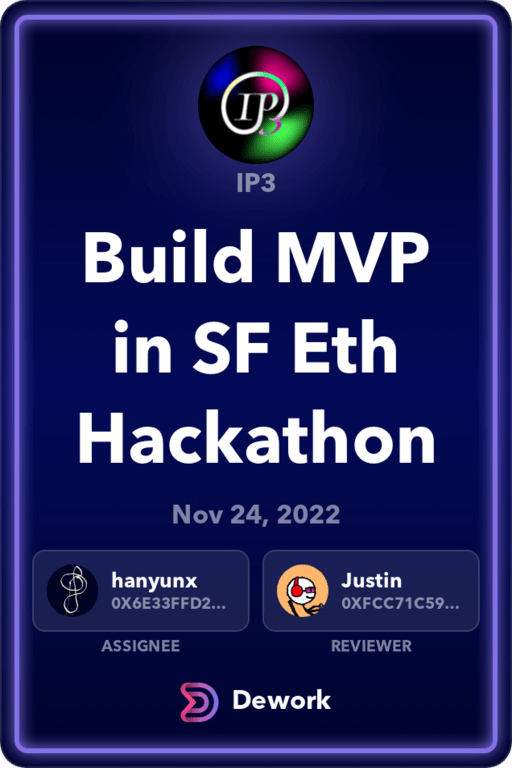 IP3
IP3
Build MVP
in SF Eth
Hackathon
Nov 24, 2022
hanyunx
0X6E33FFD2...
Justin
0XFCC71C59...
ASSIGNEE
REVIEWER
Dework